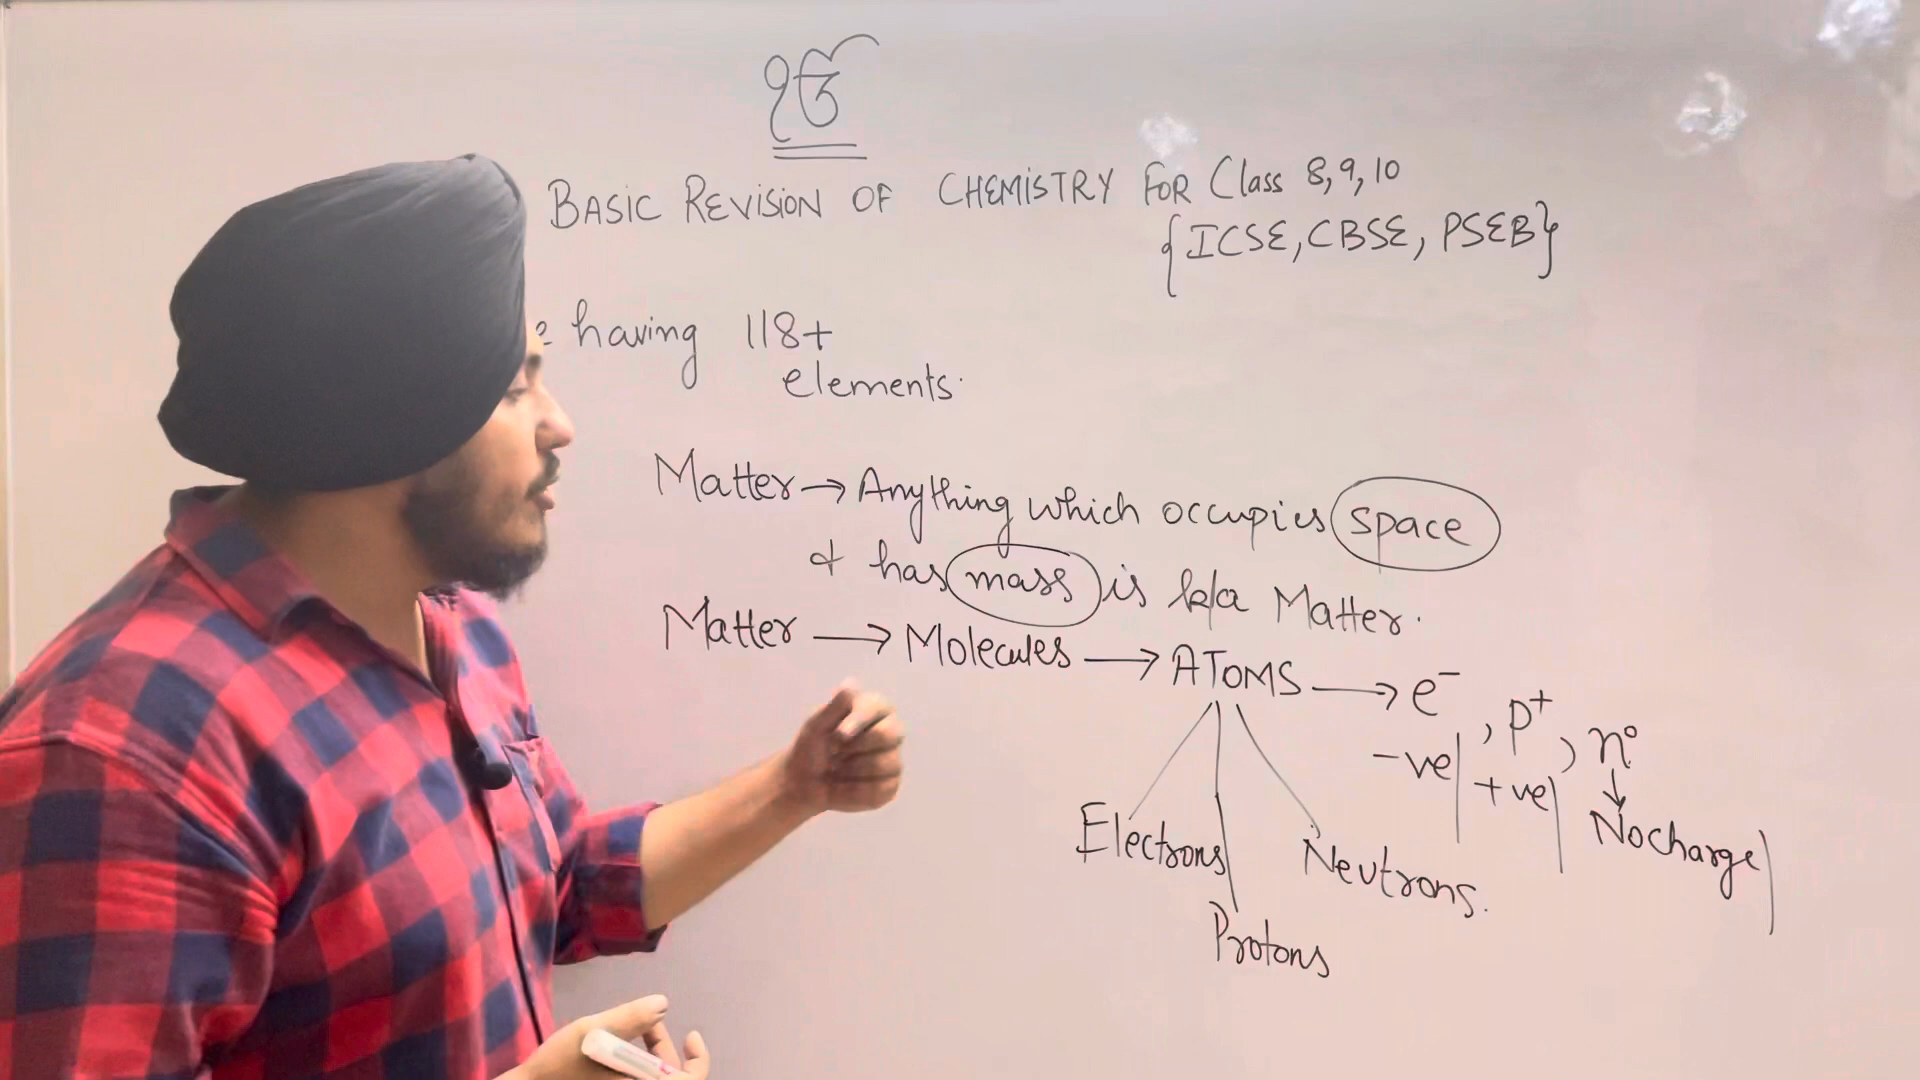 ੴ
BASIC REVISION OF CHEMISTRY FOR Class 8,9,10
{ICSE, CBSE, PSEB}
having 118+
elements.
Matter → Anything which occupies space
& has mass is k/a Matter.
Matter → Molecules → ATOMS → e⁻, p⁺, n°
-ve +ve ↓
No charge
Electrons Neutrons.
Protons